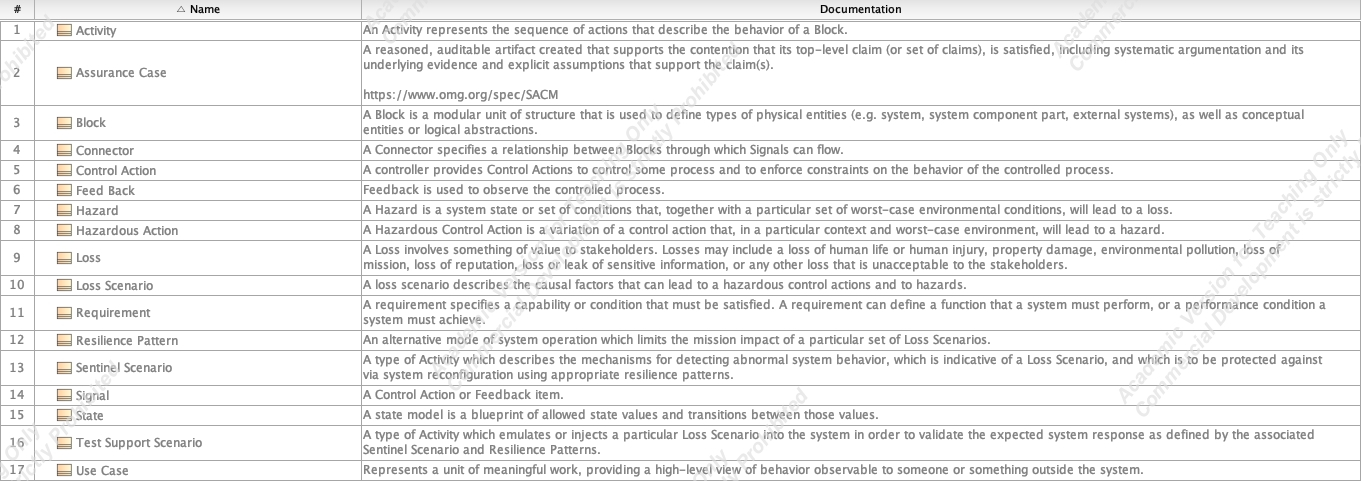 # Name Documentation
1 Activity An Activity represents the sequence of actions that describe the behavior of a Block.
2 Assurance Case A reasoned, auditable artifact created that supports the contention that its top-level claim (or set of claims), is satisfied, including systematic argumentation and its
underlying evidence and explicit assumptions that support the claim(s).
https://www.omg.org/spec/SACM
3 Block A Block is a modular unit of structure that is used to define types of physical entities (e.g. system, system component part, external systems), as well as conceptual
entities or logical abstractions.
4 Connector A Connector specifies a relationship between Blocks through which Signals can flow.
5 Control Action A controller provides Control Actions to control some process and to enforce constraints on the behavior of the controlled process.
6 Feed Back Feedback is used to observe the controlled process.
7 Hazard A Hazard is a system state or set of conditions that, together with a particular set of worst-case environmental conditions, will lead to a loss.
8 Hazardous Action A Hazardous Control Action is a variation of a control action that, in a particular context and worst-case environment, will lead to a hazard.
9 Loss A Loss involves something of value to stakeholders. Losses may include a loss of human life or human injury, property damage, environmental pollution, loss of
mission, loss of reputation, loss or leak of sensitive information, or any other loss that is unacceptable to the stakeholders.
10 Loss Scenario A loss scenario describes the causal factors that can lead to a hazardous control actions and to hazards.
11 Requirement A requirement specifies a capability or condition that must be satisfied. A requirement can define a function that a system must perform, or a performance condition a
system must achieve.
12 Resilience Pattern An alternative mode of system operation which limits the mission impact of a particular set of Loss Scenarios.
13 Sentinel Scenario A type of Activity which describes the mechanisms for detecting abnormal system behavior, which is indicative of a Loss Scenario, and which is to be protected against
via system reconfiguration using appropriate resilience patterns.
14 Signal A Control Action or Feedback item.
15 State A state model is a blueprint of allowed state values and transitions between those values.
16 Test Support Scenario A type of Activity which emulates or injects a particular Loss Scenario into the system in order to validate the expected system response as defined by the associated
Sentinel Scenario and Resilience Patterns.
17 Use Case Represents a unit of meaningful work, providing a high-level view of behavior observable to someone or something outside the system.